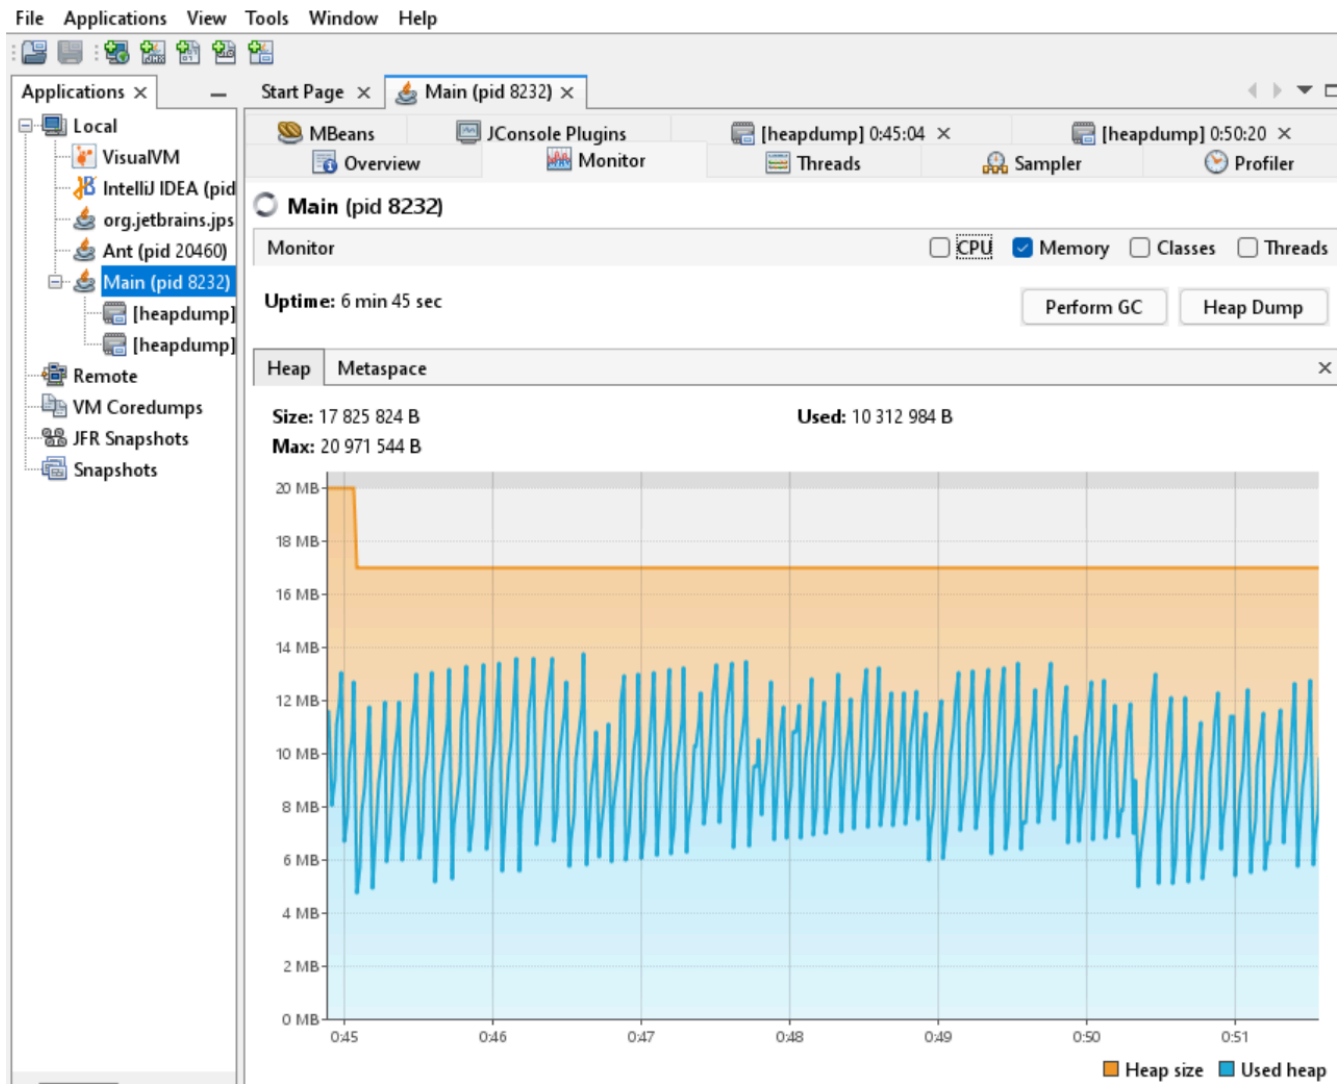 File Applications View Tools Window Help
Applications
Local
VisualVM
IntelliJ IDEA (pid
org.jetbrains.jps
Ant (pid 20460)
Main (pid 8232)
[heapdump]
[heapdump]
Remote
VM Coredumps
JFR Snapshots
Snapshots
Start Page Main (pid 8232)
MBeans JConsole Plugins [heapdump] 0:45:04 [heapdump] 0:50:20
Overview Monitor Threads Sampler Profiler
Main (pid 8232)
Monitor CPU Memory Classes Threads
Uptime: 6 min 45 sec
Perform GC Heap Dump
Heap Metaspace
Size: 17 825 824 B Used: 10 312 984 B
Max: 20 971 544 B
20 MB
18 MB
16 MB
14 MB
12 MB
10 MB
8 MB
6 MB
4 MB
2 MB
0 MB
0:45 0:46 0:47 0:48 0:49 0:50 0:51
Heap size Used heap